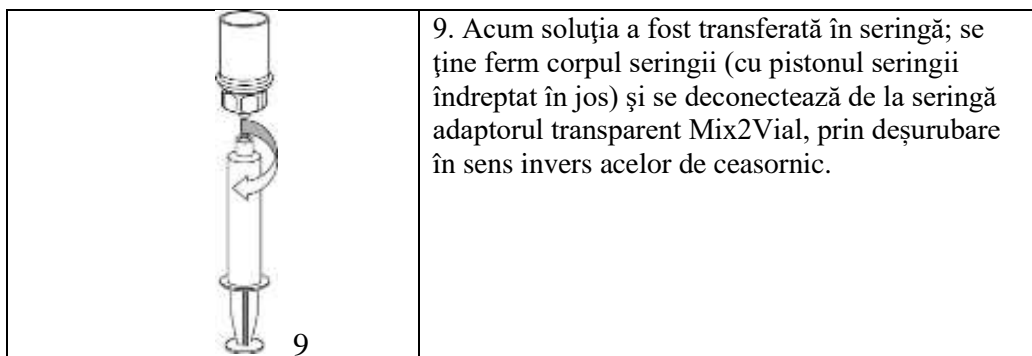 9. Acum soluţia a fost transferată în seringă; se
ţine ferm corpul seringii (cu pistonul seringii
îndreptat în jos) şi se deconectează de la seringă
adaptorul transparent Mix2Vial, prin deșurubare
în sens invers acelor de ceasornic.
9